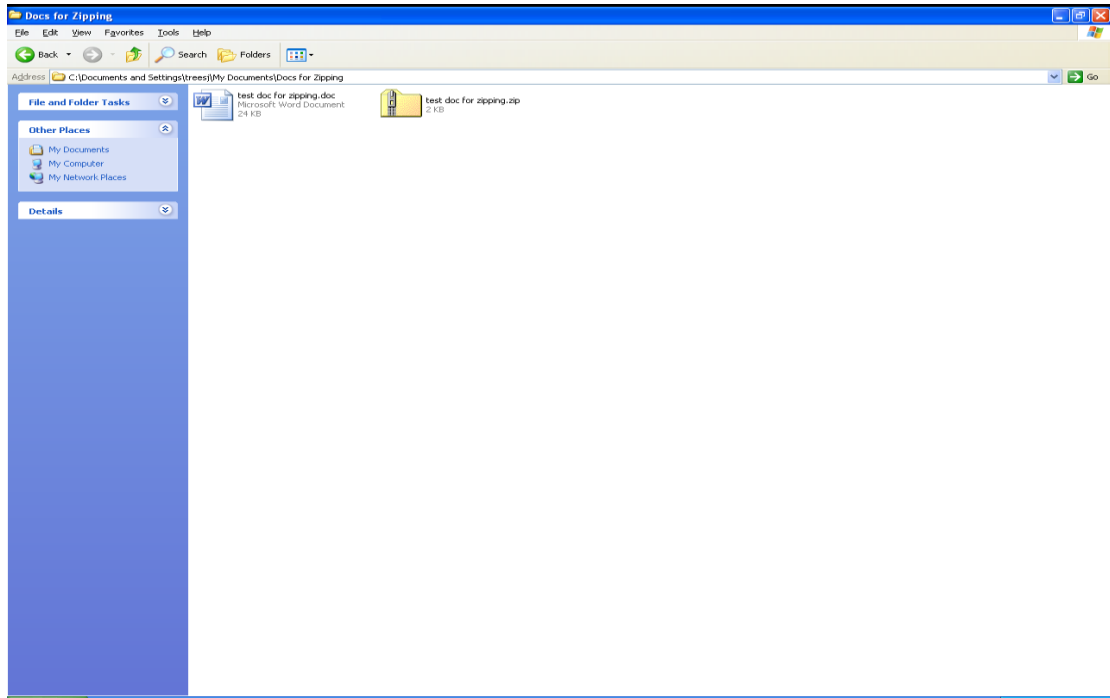 Docs for Zipping
File Edit View Favorites Tools Help
Back Search Folders
Address C:\Documents and Settings\treesj\My Documents\Docs for Zipping Go
File and Folder Tasks
Other Places
My Documents
My Computer
My Network Places
Details
test doc for zipping.doc
Microsoft Word Document
24 KB
test doc for zipping.zip
2 KB